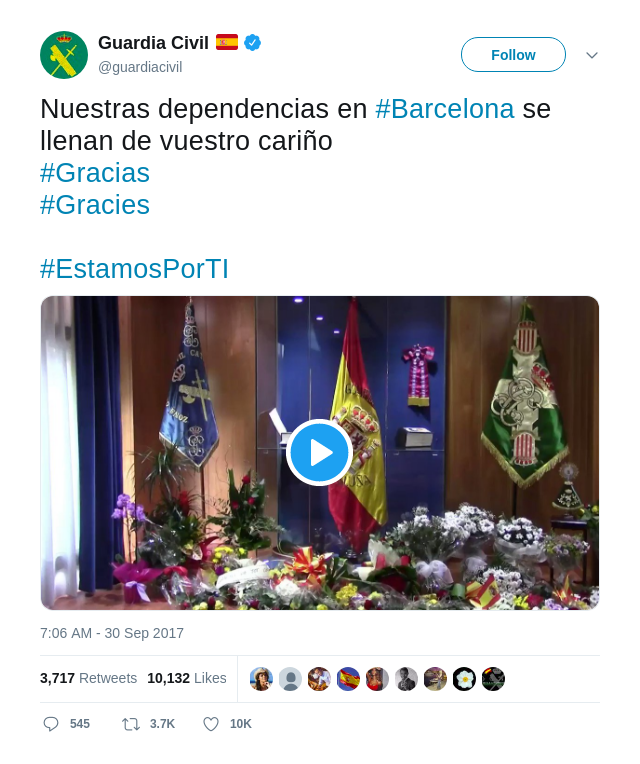 Guardia Civil
@guardiacivil
Follow
Nuestras dependencias en #Barcelona se
llenan de vuestro cariño
#Gracias
#Gracies
#EstamosPorTI
7:06 AM - 30 Sep 2017
3,717 Retweets 10,132 Likes
545 3.7K 10K